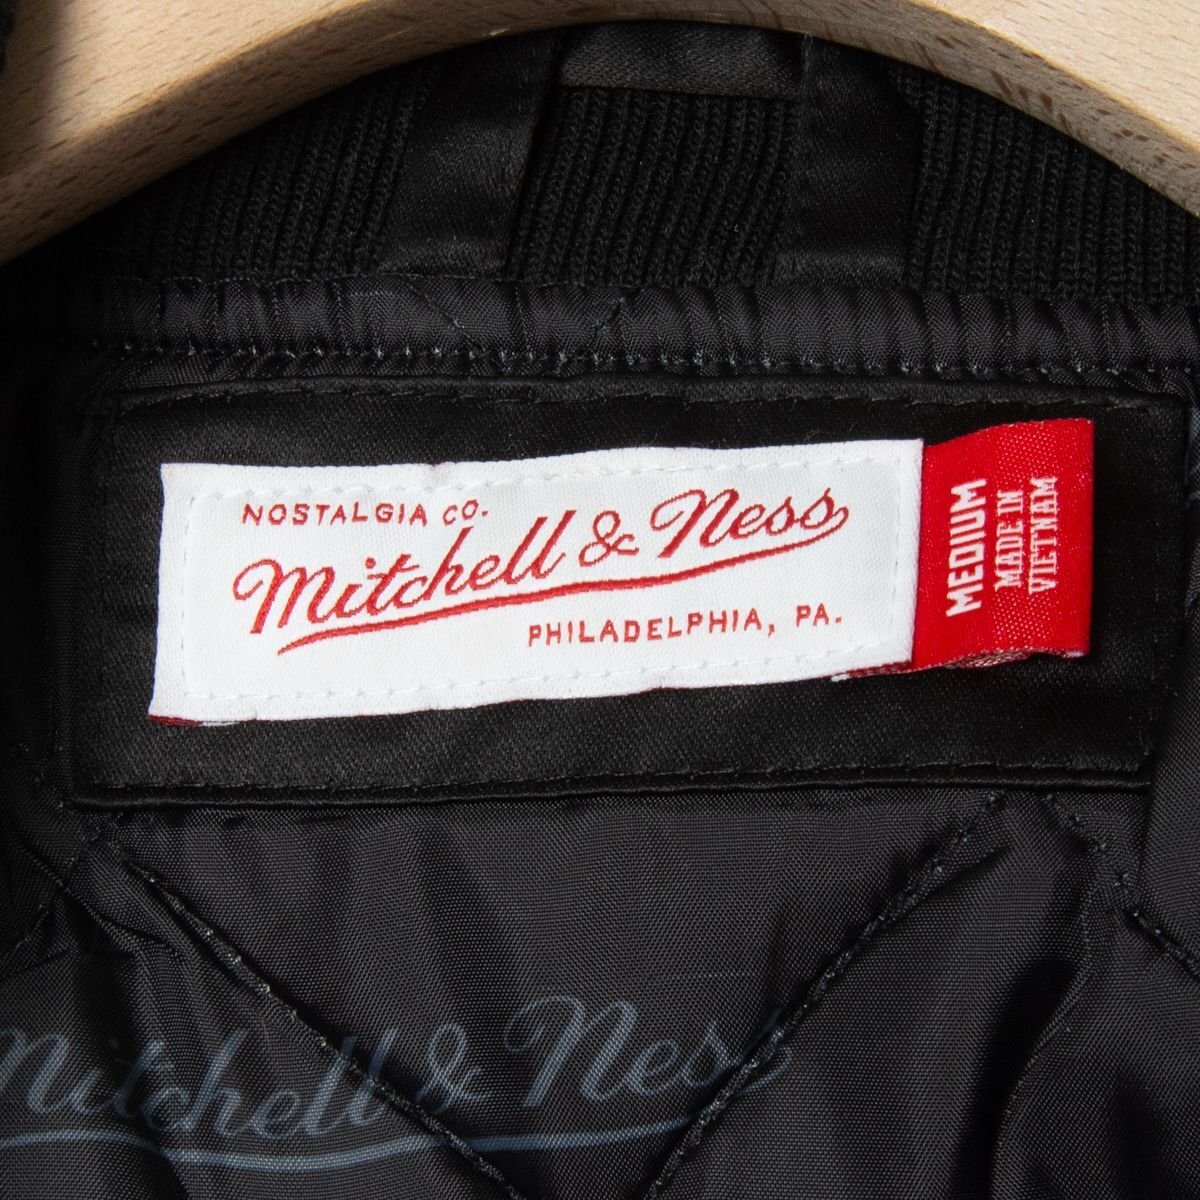 NOSTALGIA CO.
Mitchell & Ness
PHILADELPHIA, PA.
MEDIUM
MADE IN
VIETNAM
Mitchell & Ness